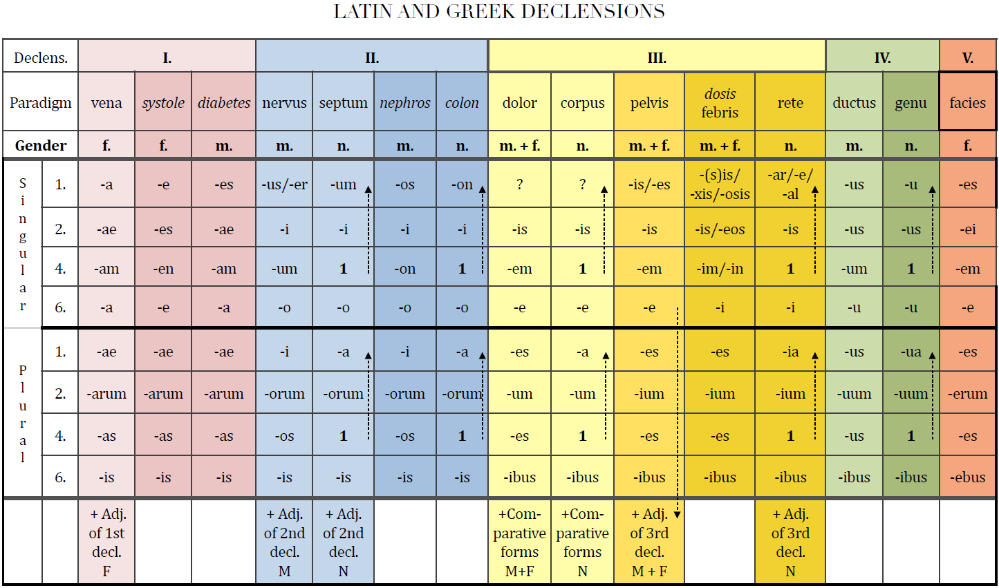 LATIN AND GREEK DECLENSIONS
Declens. I. II. III. IV. V.
Paradigm vena systole diabetes nervus septum nephros colon dolor corpus pelvis dosis febris rete ductus genu facies
Gender f. f. m. m. n. m. n. m. + f. n. m. + f. m. + f. n. m. n. f.
Singular
1. -a -e -es -us/-er -um -os -on ? ? -is/-es -(s)is/ -xis/-osis -ar/-e/ -al -us -u -es
2. -ae -es -ae -i -i -i -i -is -is -is -is/-eos -is -us -us -ei
4. -am -en -am -um 1 -on 1 -em 1 -em -im/-in 1 -um 1 -em
6. -a -e -a -o -o -o -o -e -e -e -i -i -u -u -e
Plural
1. -ae -ae -ae -i -a -i -a -es -a -es -es -ia -us -ua -es
2. -arum -arum -arum -orum -orum -orum -orum -um -um -ium -ium -ium -uum -uum -erum
4. -as -as -as -os 1 -os 1 -es 1 -es -es 1 -us 1 -es
6. -is -is -is -is -is -is -is -ibus -ibus -ibus -ibus -ibus -ibus -ibus -ebus
+ Adj.
of 1st
decl.
F
+ Adj.
of 2nd
decl.
M
+ Adj.
of 2nd
decl.
N
+Com-
parative
forms
M+F
+Com-
parative
forms
N
+ Adj.
of 3rd
decl.
M + F
+ Adj.
of 3rd
decl.
N